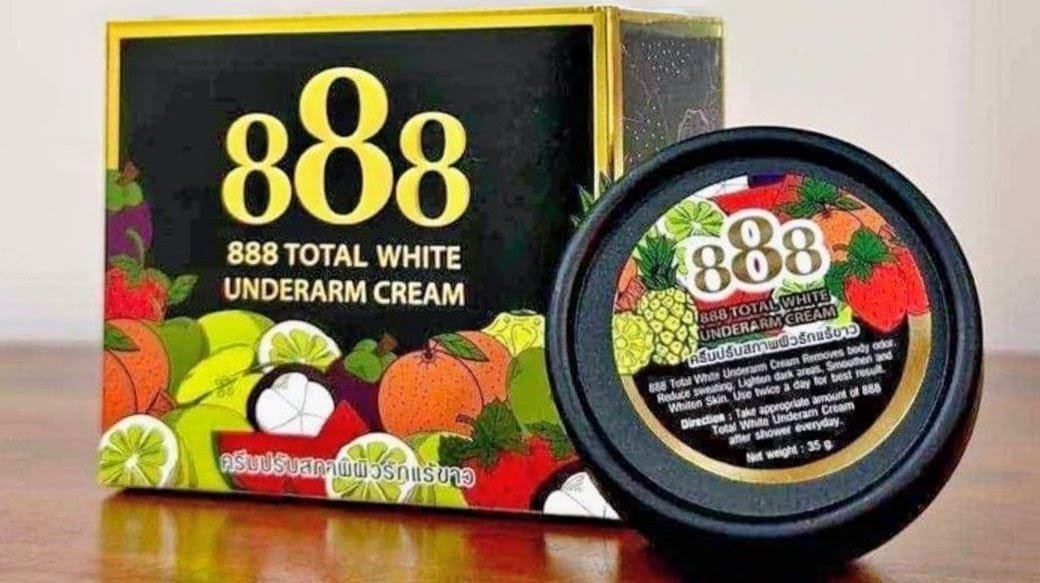 888
888 TOTAL WHITE
UNDERARM CREAM
ครีมปรับสภาพผิวรักแร้ขาว
888
888 TOTAL WHITE
UNDERARM CREAM
ครีมปรับสภาพผิวรักแร้ขาว
888 Total White Underarm Cream Removes body odor.
Reduce sweating. Lighten dark areas. Smoothen and
Whiten Skin. Use twice a day for best result.
Direction : Take appropriate amount of 888
Total White Underarm Cream
after shower everyday.
Net weight : 35 g.